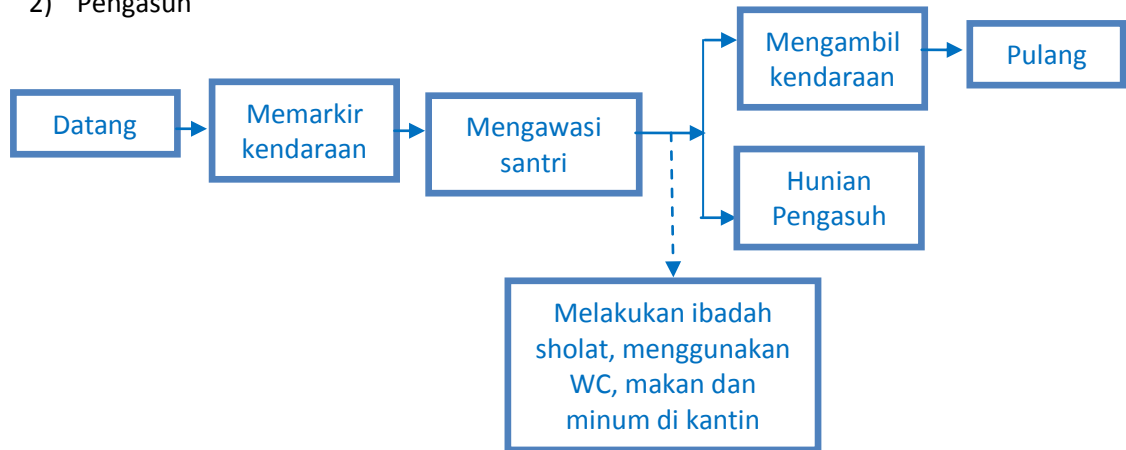 2) Pengasuh
Datang
Memarkir
kendaraan
Mengawasi
santri
Mengambil
kendaraan
Pulang
Hunian
Pengasuh
Melakukan ibadah
sholat, menggunakan
WC, makan dan
minum di kantin